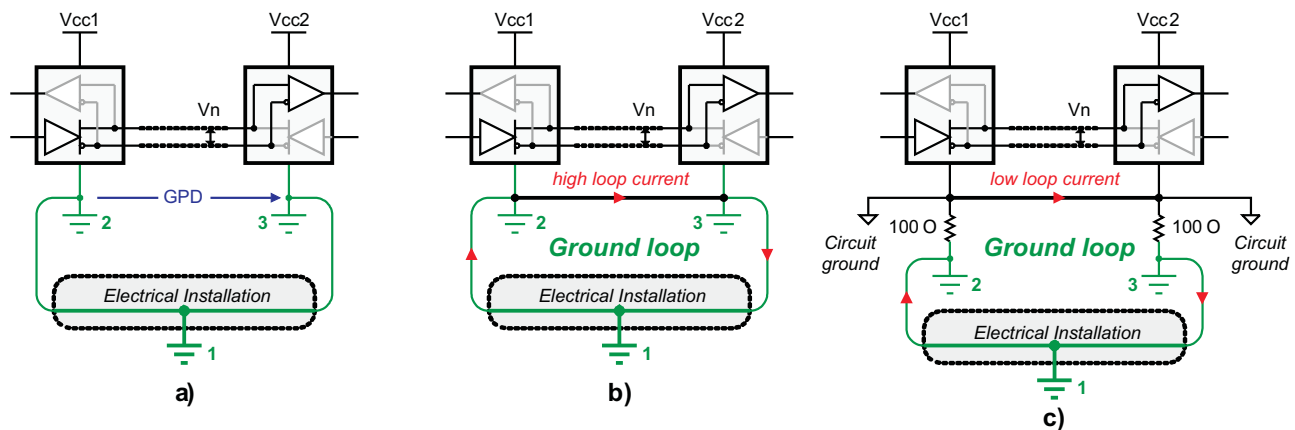 Vcc1
Vcc2
Vn
GPD
2
3
Electrical Installation
1
a)
Vcc1
Vcc2
Vn
high loop current
2
3
Ground loop
Electrical Installation
1
b)
Vcc1
Vcc2
Vn
low loop current
100 O
100 O
Circuit
ground
Ground loop
Circuit
ground
2
3
Electrical Installation
1
c)